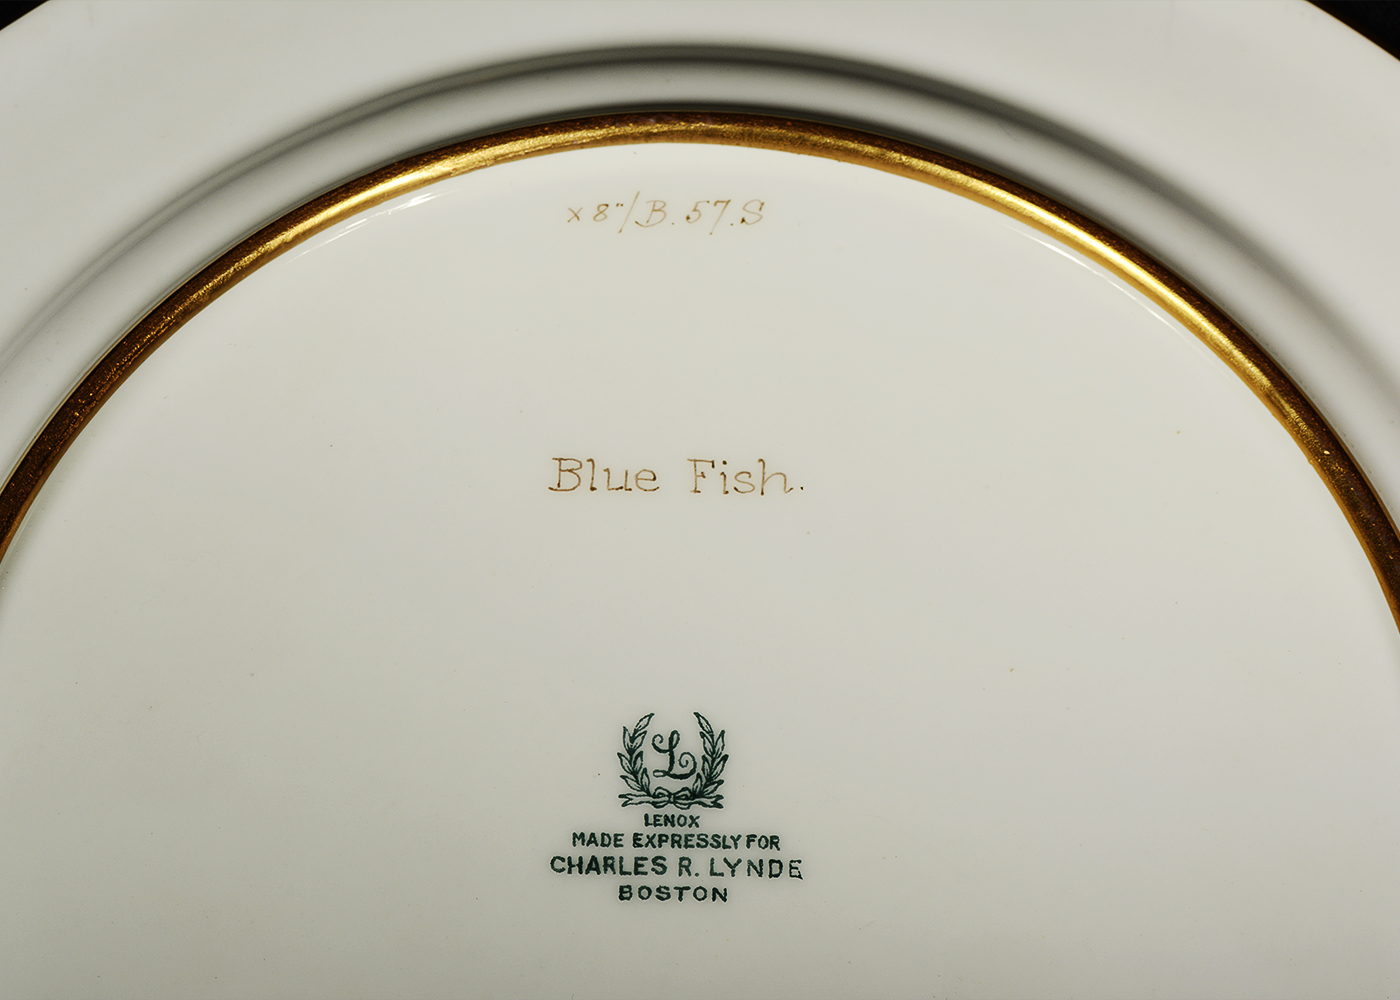 x 8"/B. 57. S
Blue Fish.
L
LENOX
MADE EXPRESSLY FOR
CHARLES R. LYNDE
BOSTON